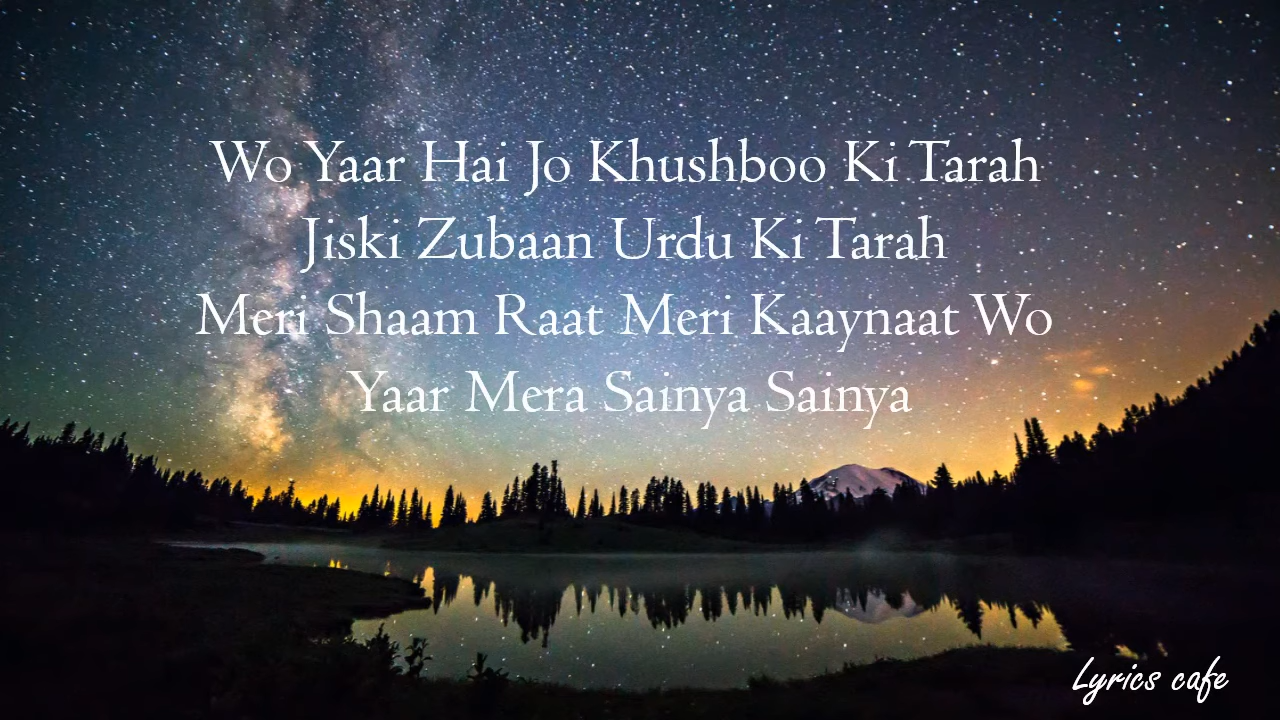 Wo Yaar Hai Jo Khushboo Ki Tarah
Jiski Zubaan Urdu Ki Tarah
Meri Shaam Raat Meri Kaaynaat Wo
Yaar Mera Sainya Sainya
Lyrics cafe